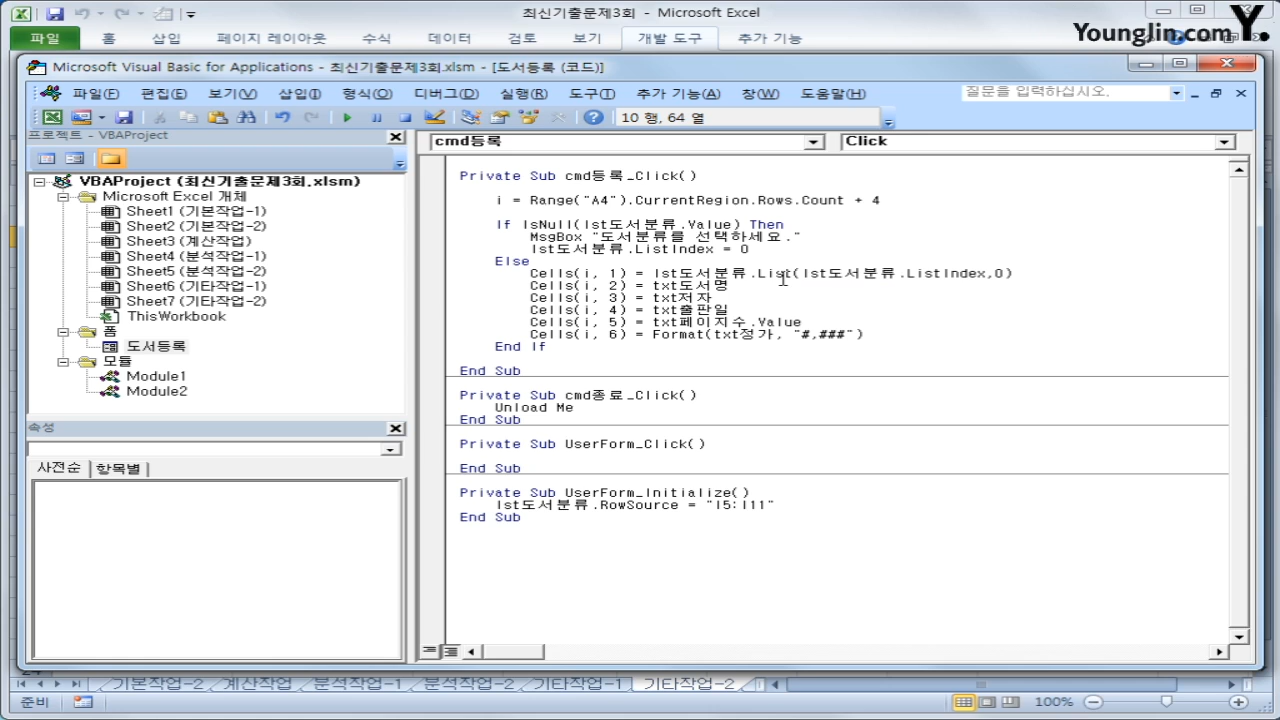 최신기출문제3회 - Microsoft Excel
Younglin.com Y.
파일 홈 삽입 페이지 레이아웃 수식 데이터 검토 보기 개발 도구 추가 기능
Microsoft Visual Basic for Applications - 최신기출문제3회.xlsm - [도서등록 (코드)]
파일(F) 편집(E) 보기(V) 삽입(I) 형식(O) 디버그(D) 실행(R) 도구(T) 추가 기능(A) 창(W) 도움말(H) 질문을 입력하십시오.
10 행, 64 열
프로젝트 - VBAProject
cmd등록 Click
VBAProject (최신기출문제3회.xlsm)
Microsoft Excel 개체
Sheet1 (기본작업-1)
Sheet2 (기본작업-2)
Sheet3 (계산작업)
Sheet4 (분석작업-1)
Sheet5 (분석작업-2)
Sheet6 (기타작업-1)
Sheet7 (기타작업-2)
ThisWorkbook
폼
도서등록
모듈
Module1
Module2
속성
사전순 항목별
Private Sub cmd등록_Click()
i = Range("A4").CurrentRegion.Rows.Count + 4
If IsNull(lst도서분류.Value) Then
MsgBox "도서분류를 선택하세요."
lst도서분류.ListIndex = 0
Else
Cells(i, 1) = lst도서분류.List(lst도서분류.ListIndex,0)
Cells(i, 2) = txt도서명
Cells(i, 3) = txt저자
Cells(i, 4) = txt출판일
Cells(i, 5) = txt페이지수.Value
Cells(i, 6) = Format(txt정가, "#,###")
End If
End Sub
Private Sub cmd종료_Click()
Unload Me
End Sub
Private Sub UserForm_Click()
End Sub
Private Sub UserForm_Initialize()
lst도서분류.RowSource = "I5:I11"
End Sub
기본작업-2 계산작업 분석작업-1 분석작업-2 기타작업-1 기타작업-2
준비 100%